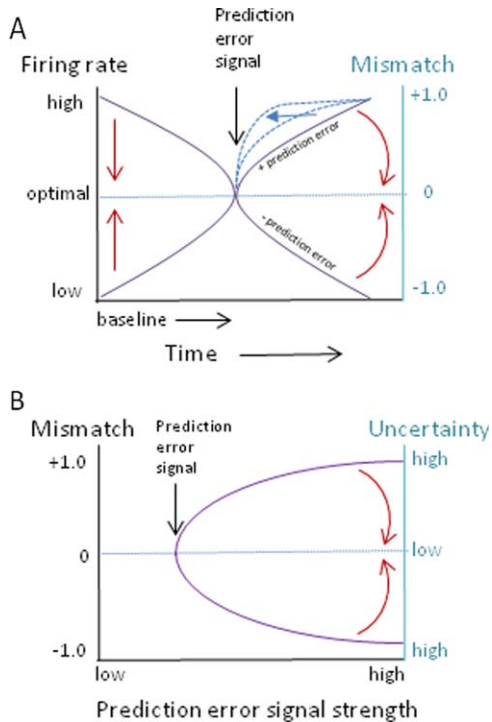 A
Prediction
error
signal
Firing rate
Mismatch
high
+1.0
+ prediction error
optimal
0
- prediction error
low
-1.0
baseline
Time
B
Mismatch
Prediction
error
signal
Uncertainty
+1.0
high
0
low
-1.0
high
low
high
Prediction error signal strength